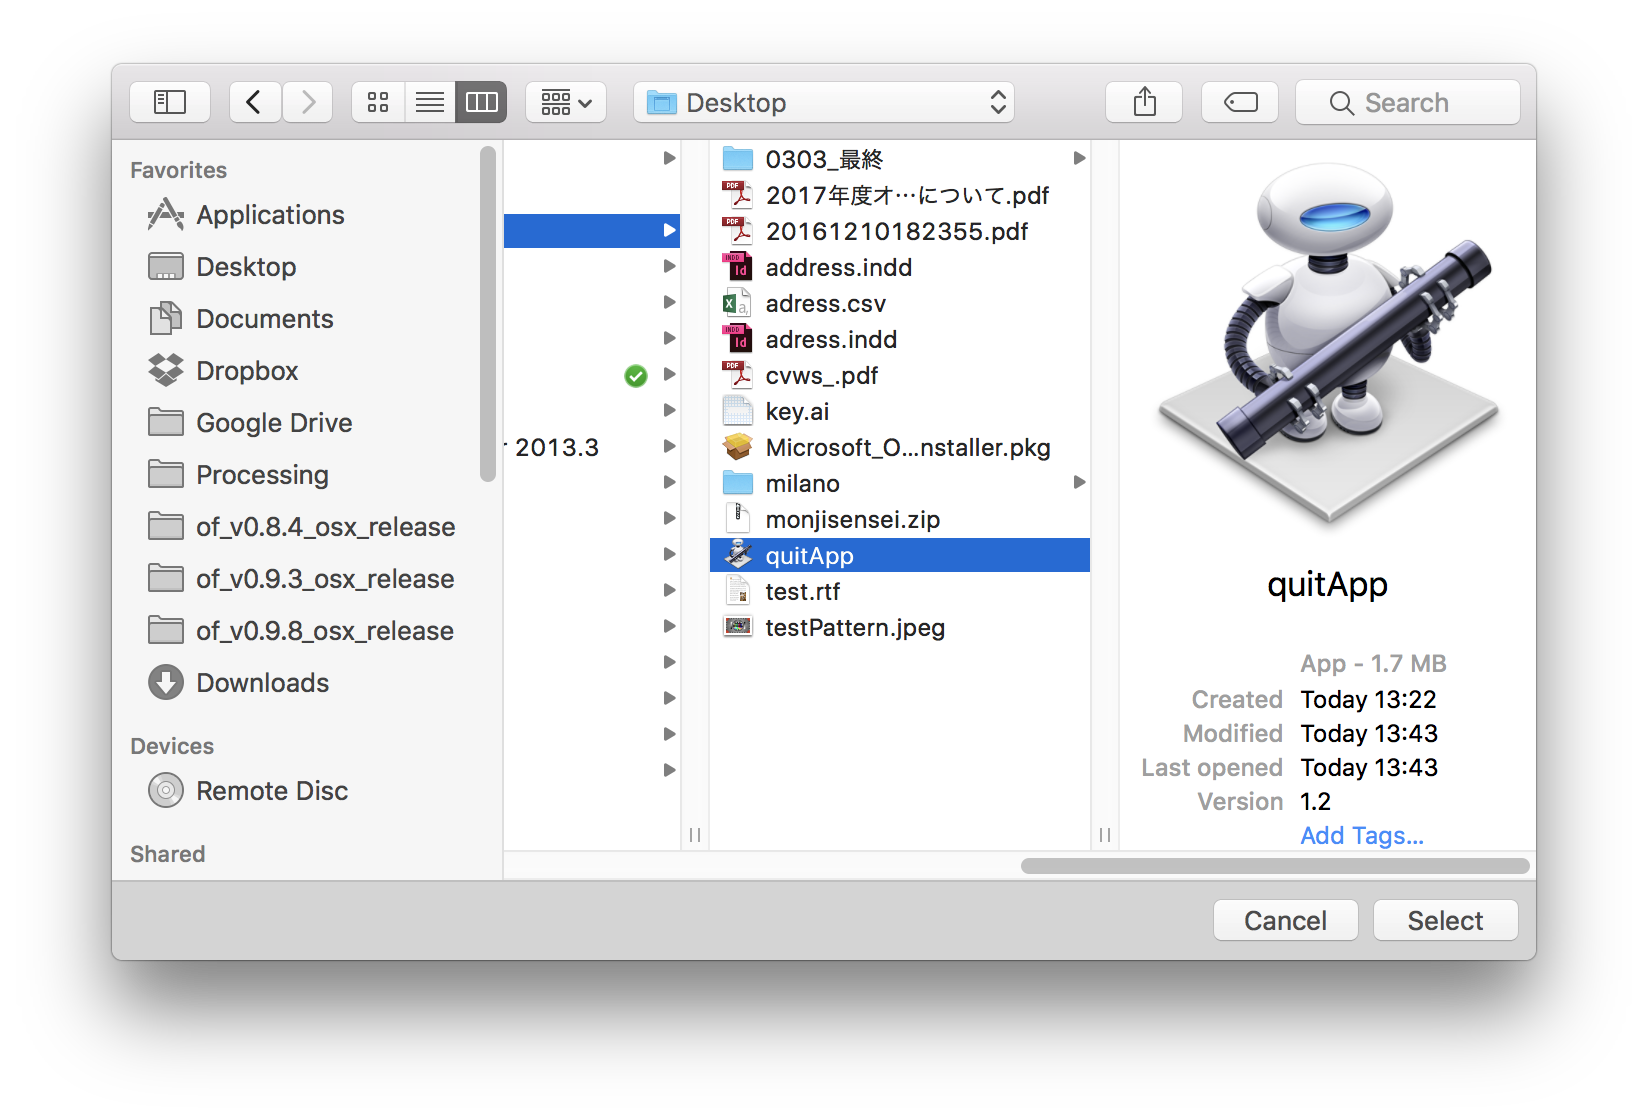 Desktop
Search
Favorites
Applications
Desktop
Documents
Dropbox
Google Drive
Processing
of_v0.8.4_osx_release
of_v0.9.3_osx_release
of_v0.9.8_osx_release
Downloads
Devices
Remote Disc
Shared
2013.3
0303_最終
2017年度オ…について.pdf
20161210182355.pdf
address.indd
adress.csv
adress.indd
cvws_.pdf
key.ai
Microsoft_O...nstaller.pkg
milano
monjisensei.zip
quitApp
test.rtf
testPattern.jpeg
quitApp
App - 1.7 MB
Created Today 13:22
Modified Today 13:43
Last opened Today 13:43
Version 1.2
Add Tags...
Cancel
Select